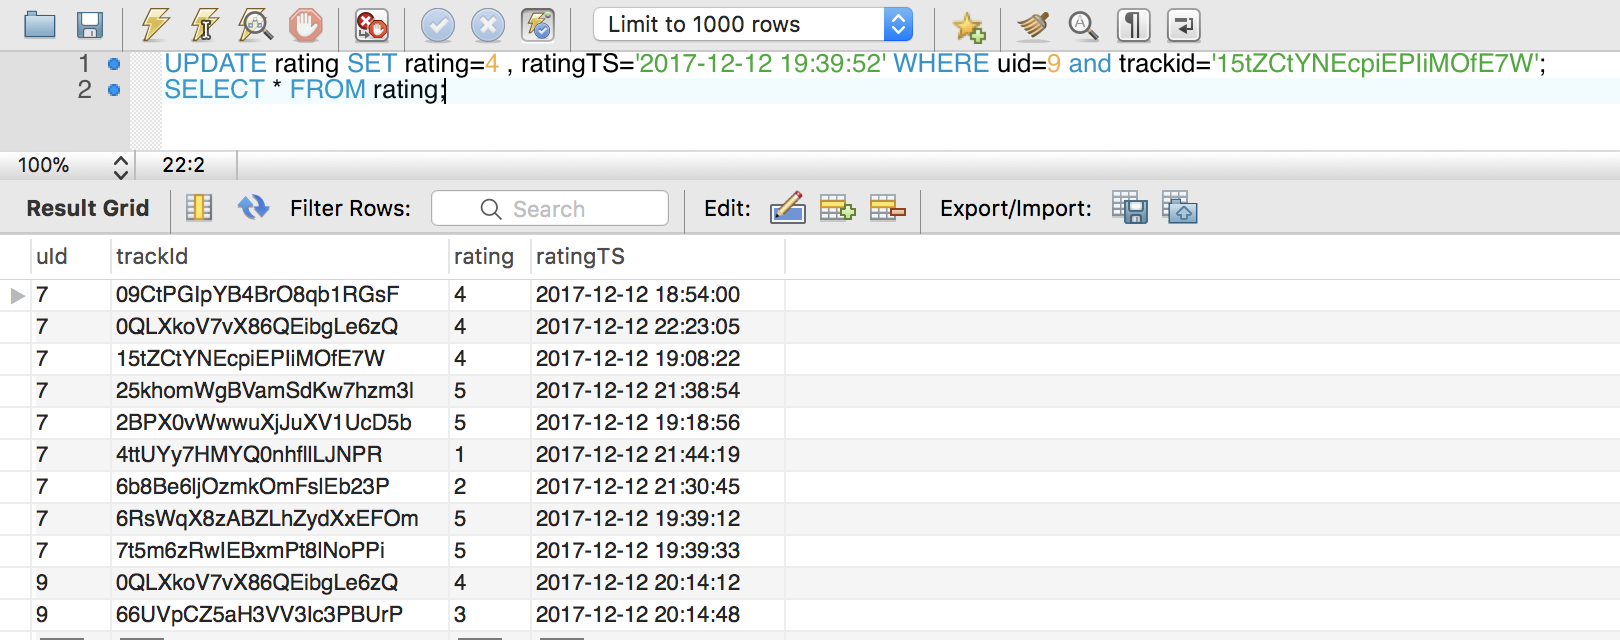 Limit to 1000 rows
1 UPDATE rating SET rating=4 , ratingTS='2017-12-12 19:39:52' WHERE uid=9 and trackid='15tZCtYNEcpiEPIiMOfE7W';
2 SELECT * FROM rating;
100% 22:2
Result Grid Filter Rows: Search Edit: Export/Import:
uId trackId rating ratingTS
7 09CtPGIpYB4BrO8qb1RGsF 4 2017-12-12 18:54:00
7 0QLXkoV7vX86QEibgLe6zQ 4 2017-12-12 22:23:05
7 15tZCtYNEcpiEPIiMOfE7W 4 2017-12-12 19:08:22
7 25khomWgBVamSdKw7hzm3l 5 2017-12-12 21:38:54
7 2BPX0vWwwuXjJuXV1UcD5b 5 2017-12-12 19:18:56
7 4ttUYy7HMYQ0nhflILJNPR 1 2017-12-12 21:44:19
7 6b8Be6ljOzmkOmFslEb23P 2 2017-12-12 21:30:45
7 6RsWqX8zABZLhZydXxEFOm 5 2017-12-12 19:39:12
7 7t5m6zRwIEBxmPt8lNoPPi 5 2017-12-12 19:39:33
9 0QLXkoV7vX86QEibgLe6zQ 4 2017-12-12 20:14:12
9 66UVpCZ5aH3VV3Ic3PBUrP 3 2017-12-12 20:14:48